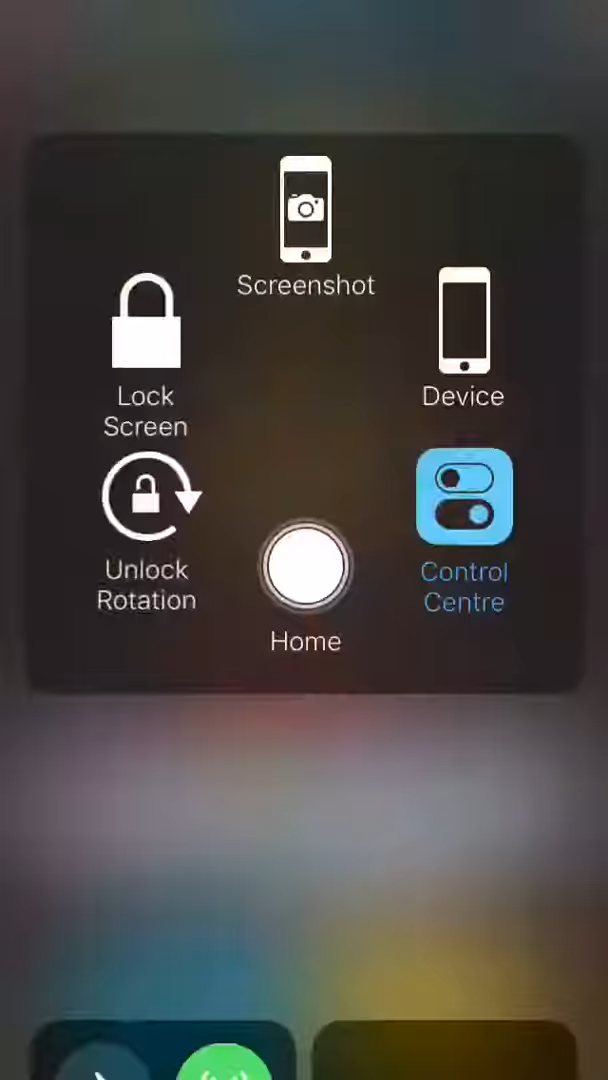 Screenshot
Lock
Screen
Device
Unlock
Rotation
Control
Centre
Home